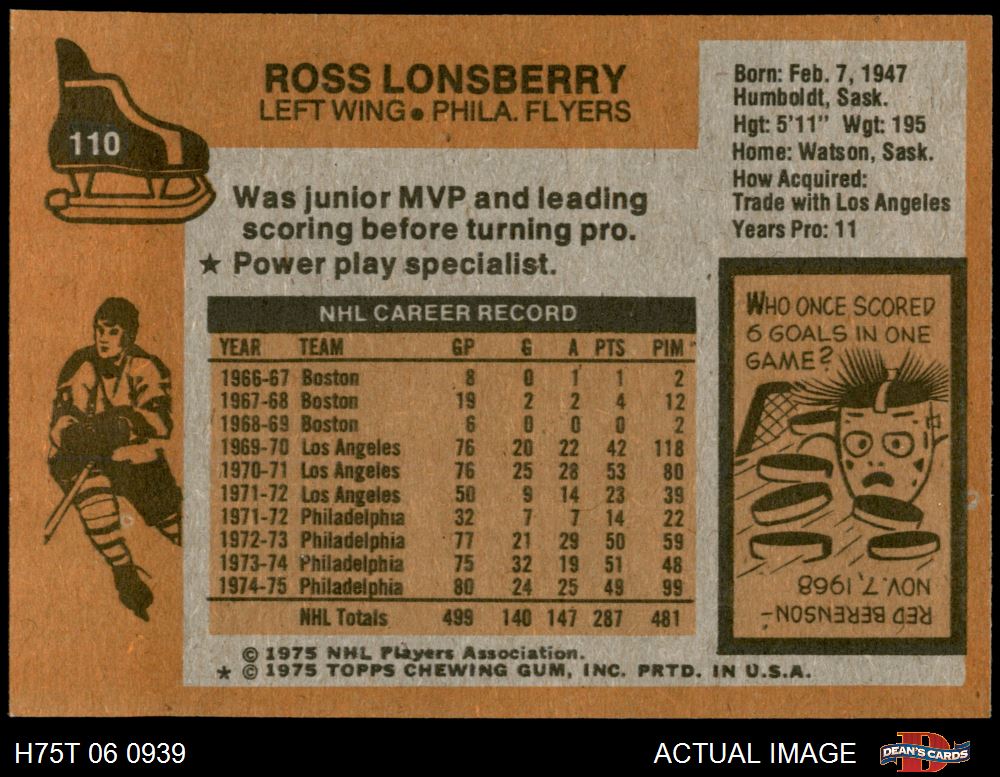 110
ROSS LONSBERRY
LEFT WING • PHILA. FLYERS
Was junior MVP and leading
scoring before turning pro.
★ Power play specialist.
NHL CAREER RECORD
YEAR TEAM GP G A PTS PIM
1966-67 Boston 8 0 1 1 2
1967-68 Boston 19 2 2 4 12
1968-69 Boston 6 0 0 0 2
1969-70 Los Angeles 76 20 22 42 118
1970-71 Los Angeles 76 25 28 53 80
1971-72 Los Angeles 50 9 14 23 39
1971-72 Philadelphia 32 7 7 14 22
1972-73 Philadelphia 77 21 29 50 59
1973-74 Philadelphia 75 32 19 51 48
1974-75 Philadelphia 80 24 25 49 99
NHL Totals 499 140 147 287 481
© 1975 NHL Players Association.
★ © 1975 TOPPS CHEWING GUM, INC. PRTD. IN U.S.A.
Born: Feb. 7, 1947
Humboldt, Sask.
Hgt: 5'11" Wgt: 195
Home: Watson, Sask.
How Acquired:
Trade with Los Angeles
Years Pro: 11
WHO ONCE SCORED
6 GOALS IN ONE
GAME?
RED BERENSON-
NOV. 7, 1968
H75T 06 0939
ACTUAL IMAGE
DEAN'S CARDS